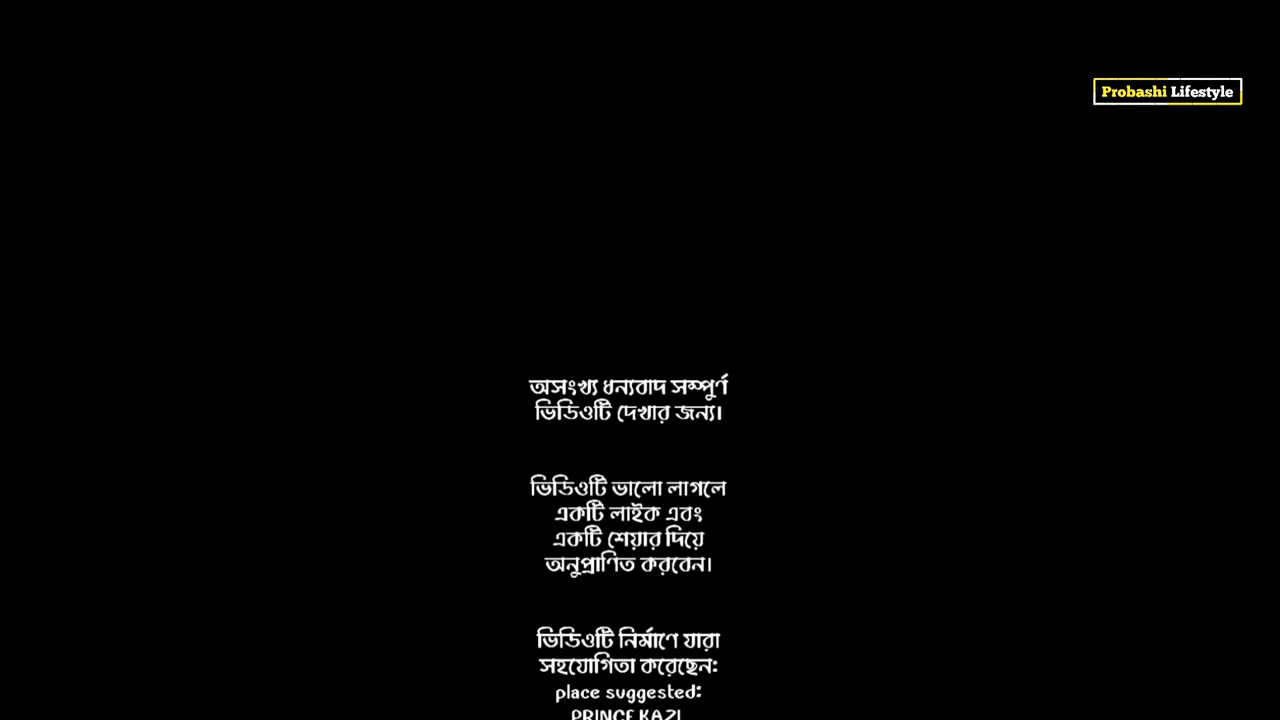 Probashi Lifestyle
অসংখ্য ধন্যবাদ সম্পুর্ণ
ভিডিওটি দেখার জন্য।
ভিডিওটি ভালো লাগলে
একটি লাইক এবং
একটি শেয়ার দিয়ে
অনুপ্রাণিত করবেন।
ভিডিওটি নির্মাণে যারা
সহযোগিতা করেছেন:
place suggested:
PRINCE KAZI